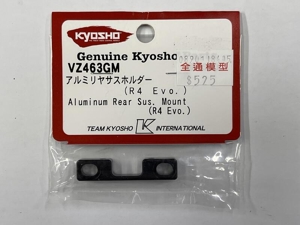 KYOSHO
Genuine Kyosho
VZ463GM
アルミリヤサスホルダー
(R4 Evo.)
Aluminum Rear Sus. Mount
(R4 Evo.)
全通模型
$525
TEAM KYOSHO K INTERNATIONAL